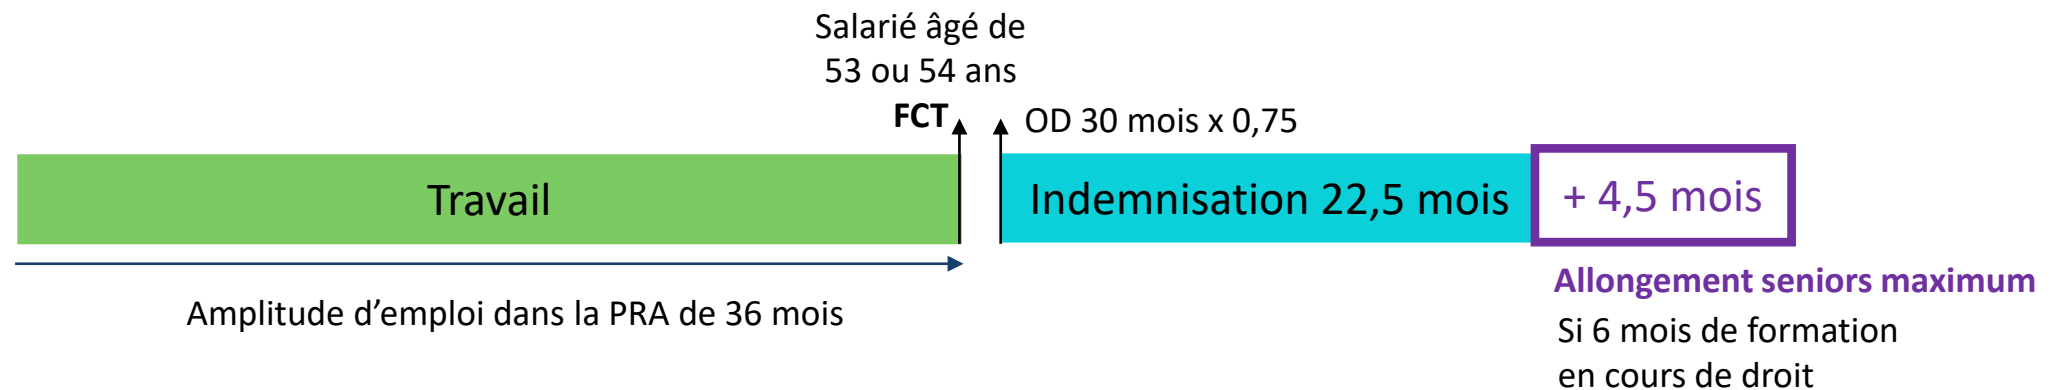 Salarié âgé de
53 ou 54 ans
FCT
OD 30 mois x 0,75
Travail
Indemnisation 22,5 mois
+ 4,5 mois
Amplitude d’emploi dans la PRA de 36 mois
Allongement seniors maximum
Si 6 mois de formation
en cours de droit